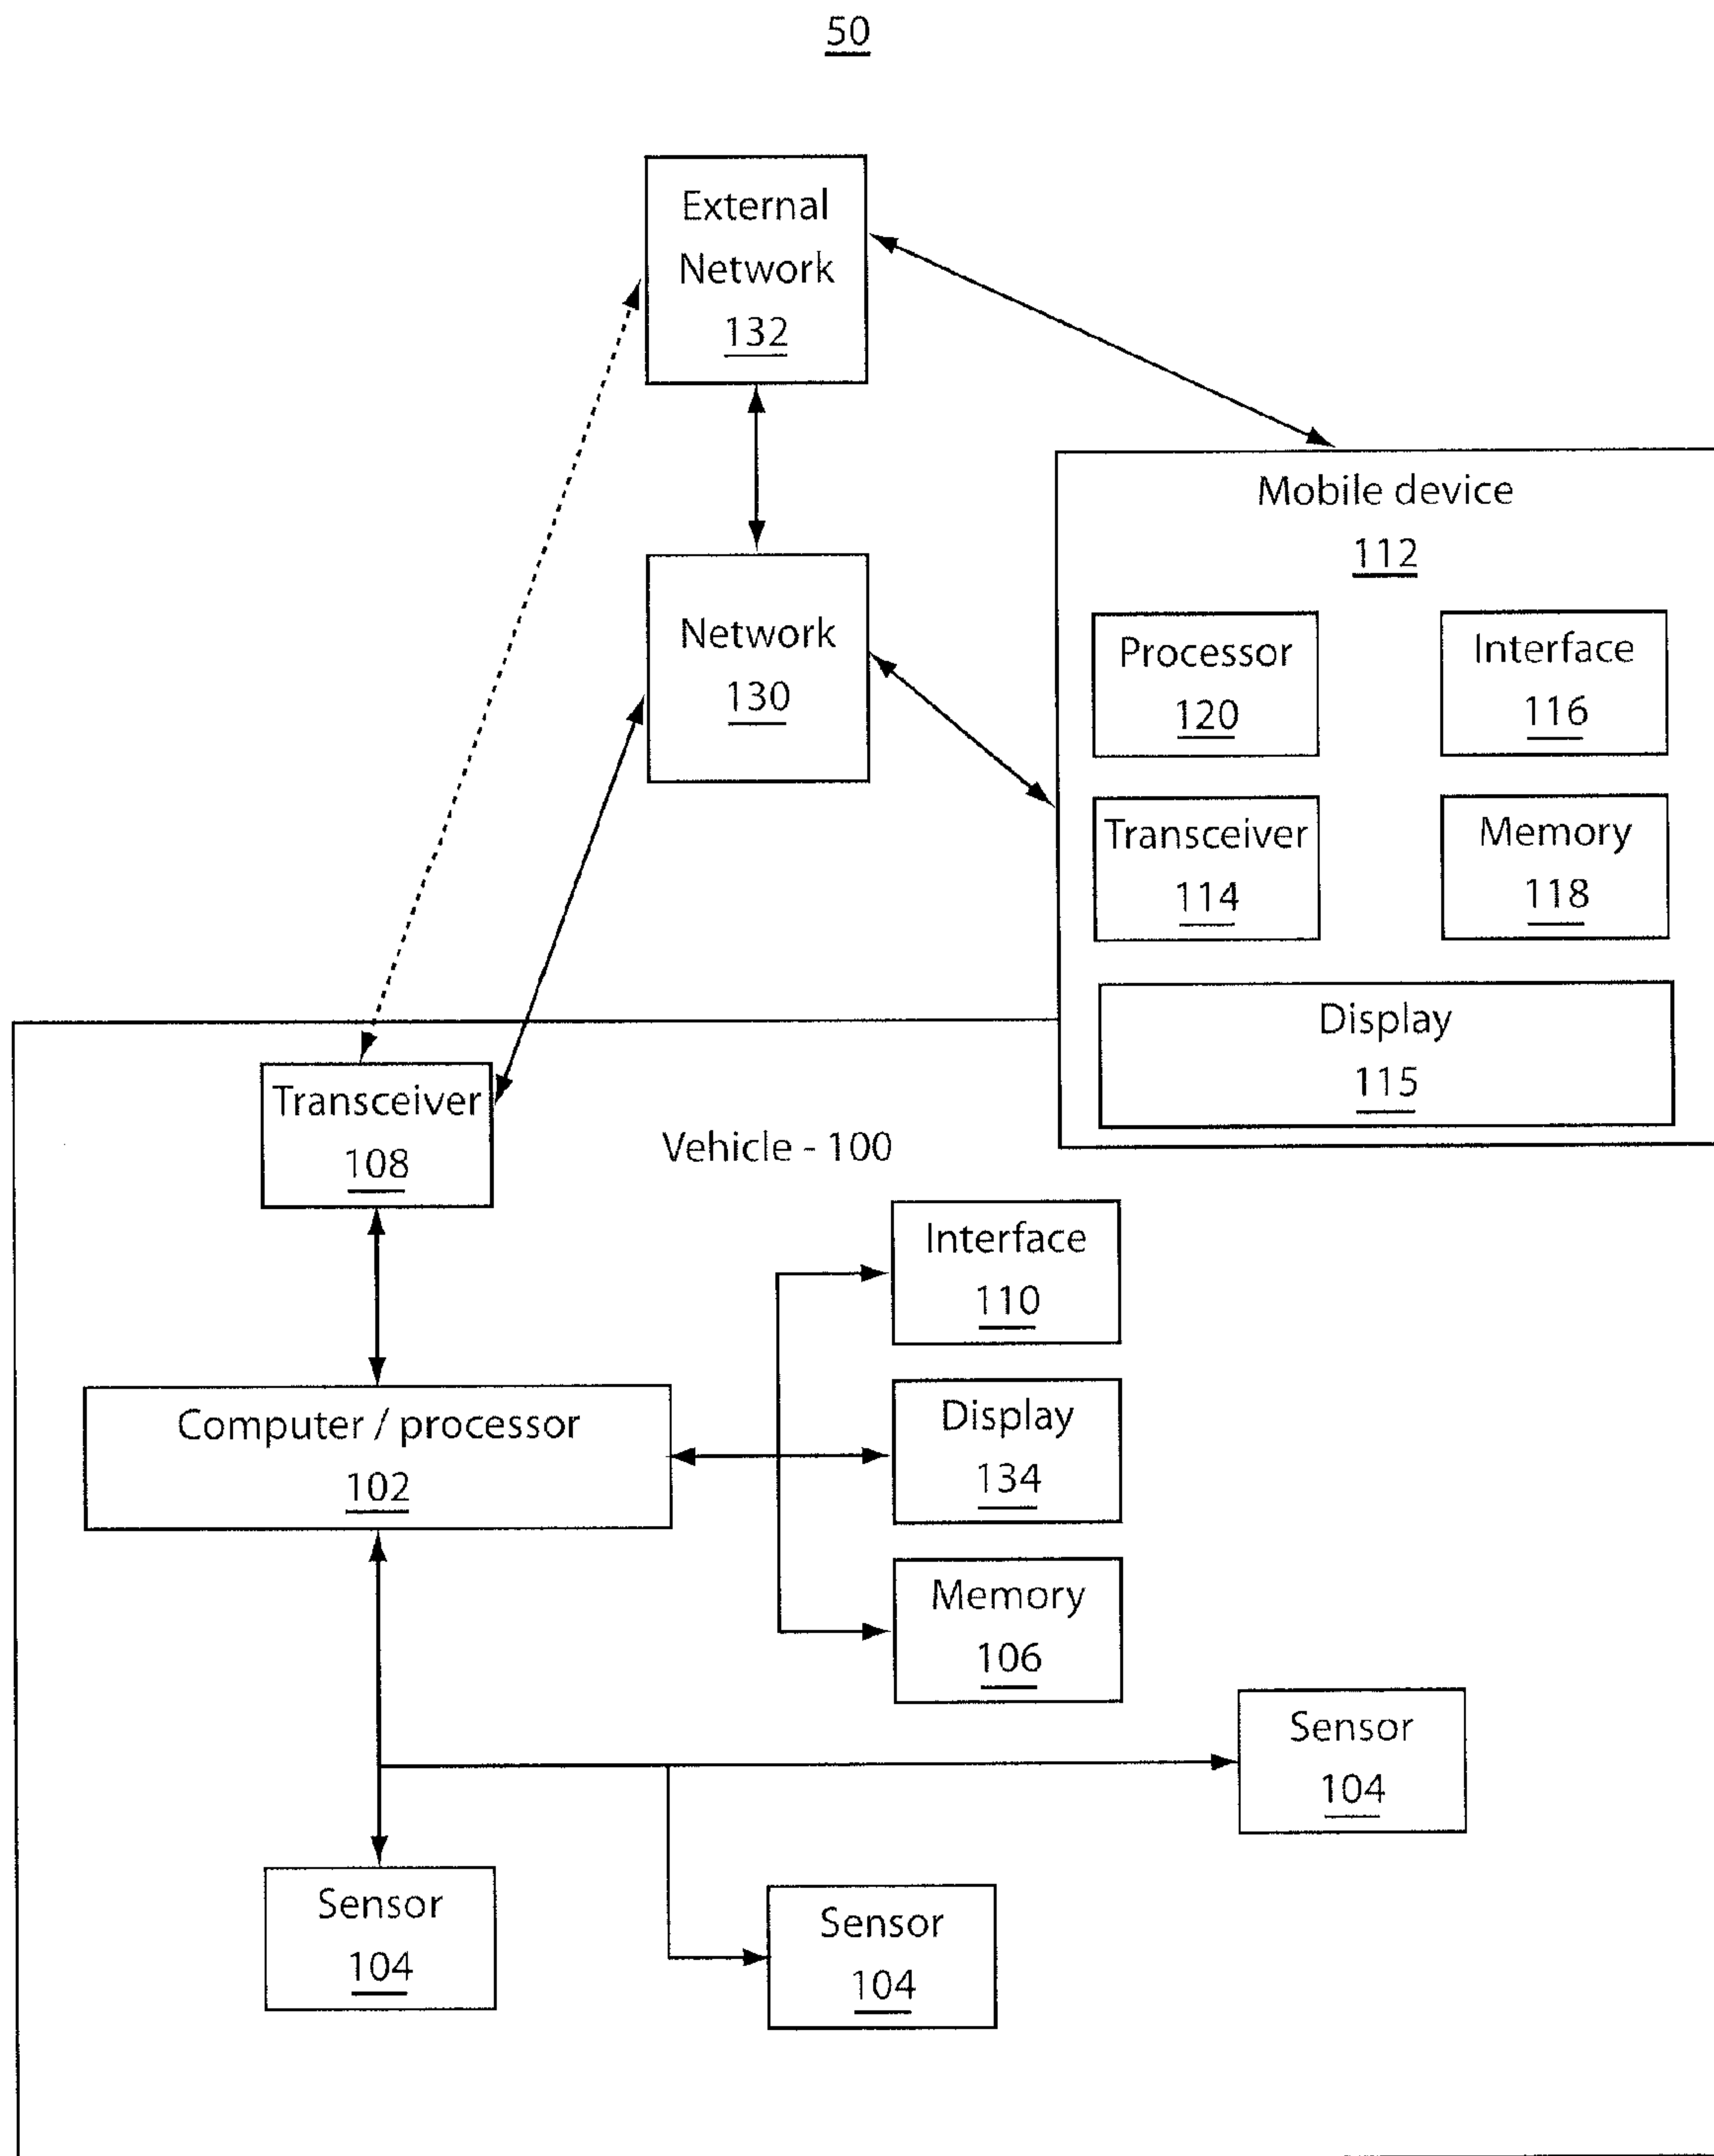 50
External
Network
132
Mobile device
112
Network
130
Processor
120
Interface
116
Transceiver
114
Memory
118
Display
115
Transceiver
108
Vehicle - 100
Interface
110
Computer / processor
102
Display
134
Memory
106
Sensor
104
Sensor
104
Sensor
104